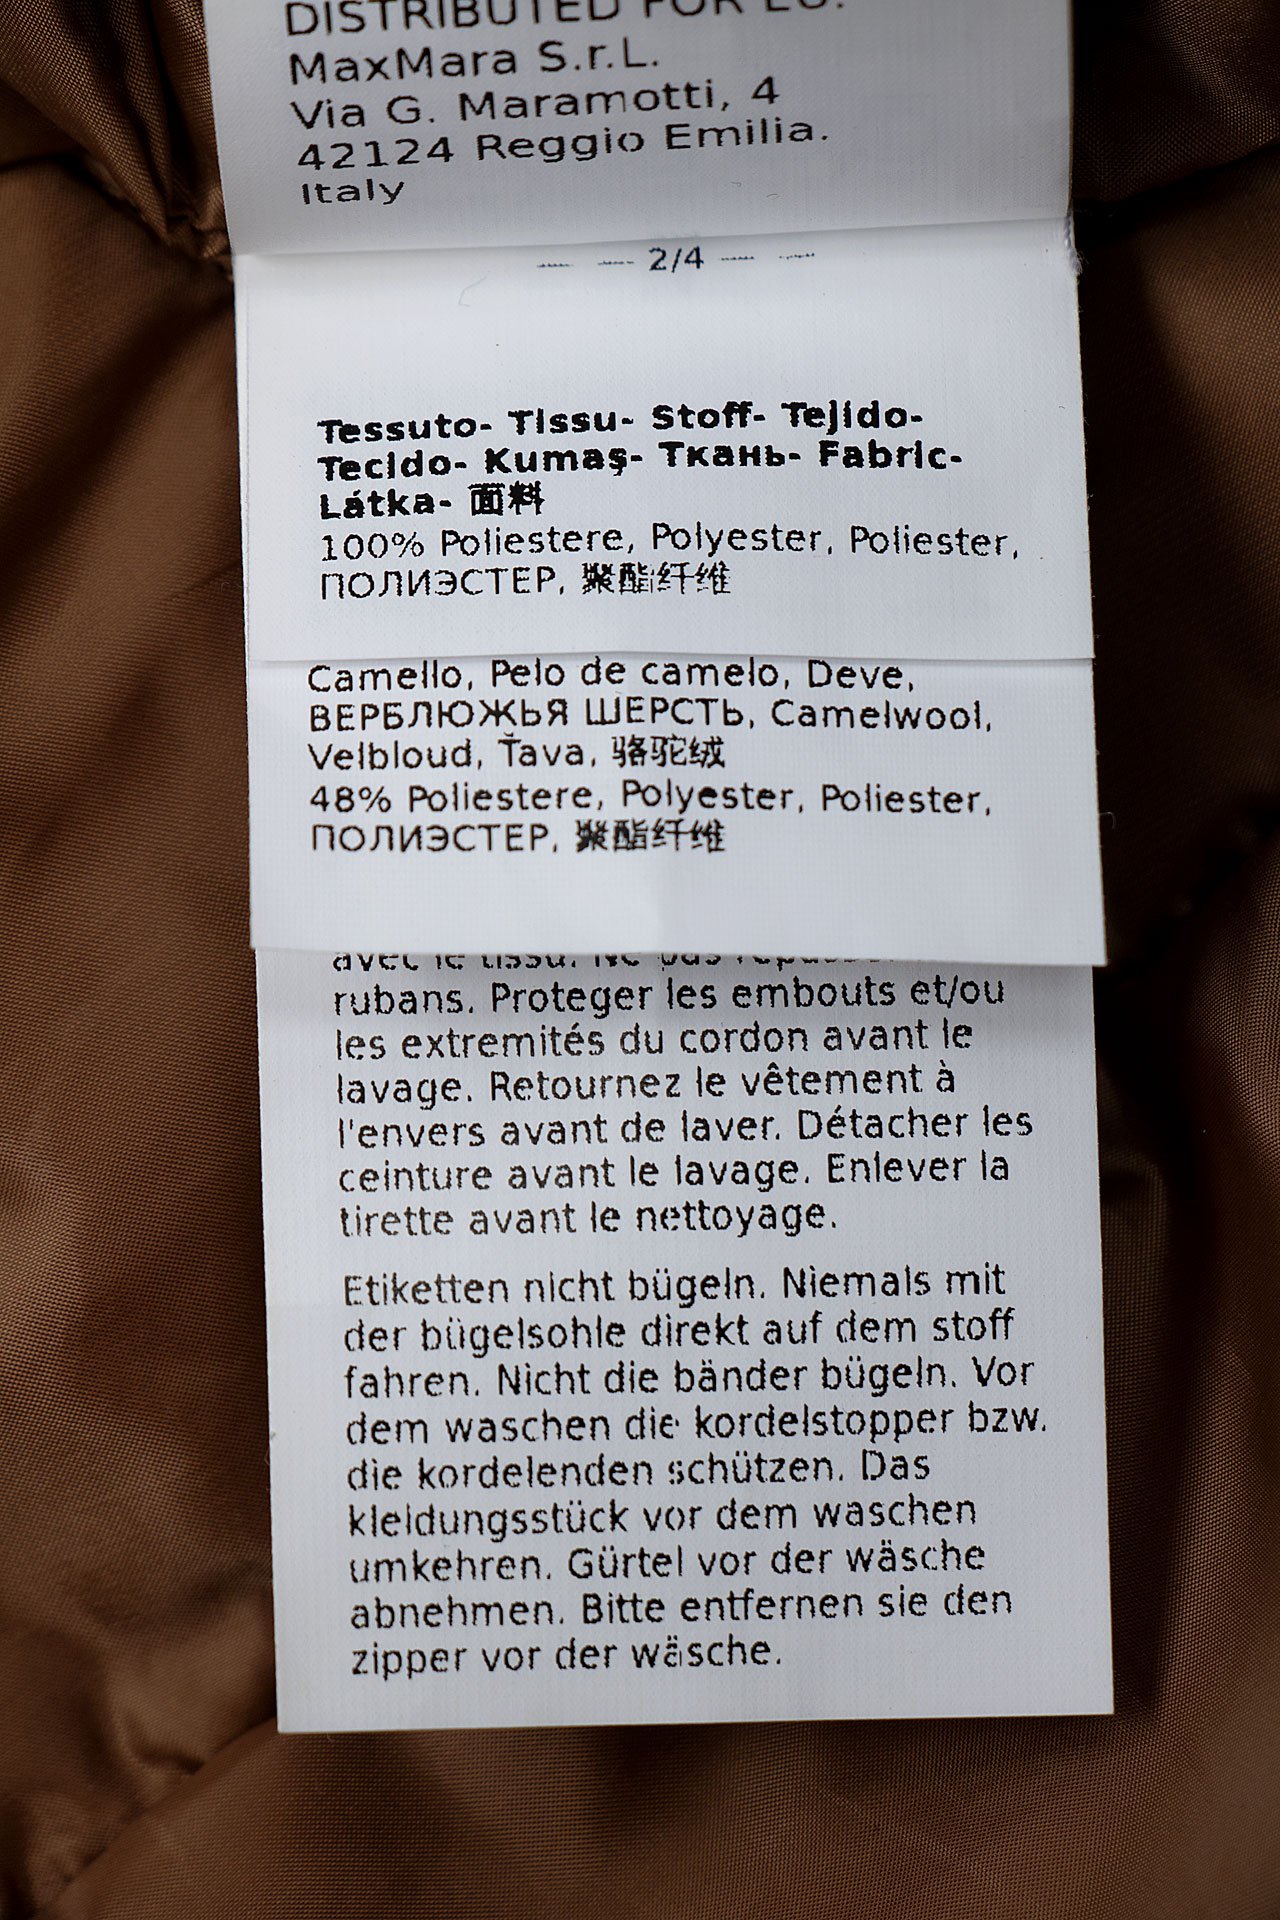 DISTRIBUTED FOR EU:
MaxMara S.r.L.
Via G. Maramotti, 4
42124 Reggio Emilia.
Italy
2/4
Tessuto- Tissu- Stoff- Tejido-
Tecido- Kumaş- Ткань- Fabric-
Látka- 面料
100% Poliestere, Polyester, Poliester,
ПОЛИЭСТЕР, 聚酯纤维
Camello, Pelo de camelo, Deve,
ВЕРБЛЮЖЬЯ ШЕРСТЬ, Camelwool,
Velbloud, Ťava, 骆驼绒
48% Poliestere, Polyester, Poliester,
ПОЛИЭСТЕР, 聚酯纤维
avec le tissu. Ne pas
rubans. Proteger les embouts et/ou
les extremités du cordon avant le
lavage. Retournez le vêtement à
l'envers avant de laver. Détacher les
ceinture avant le lavage. Enlever la
tirette avant le nettoyage.
Etiketten nicht bügeln. Niemals mit
der bügelsohle direkt auf dem stoff
fahren. Nicht die bänder bügeln. Vor
dem waschen die kordelstopper bzw.
die kordelenden schützen. Das
kleidungsstück vor dem waschen
umkehren. Gürtel vor der wäsche
abnehmen. Bitte entfernen sie den
zipper vor der wäsche.